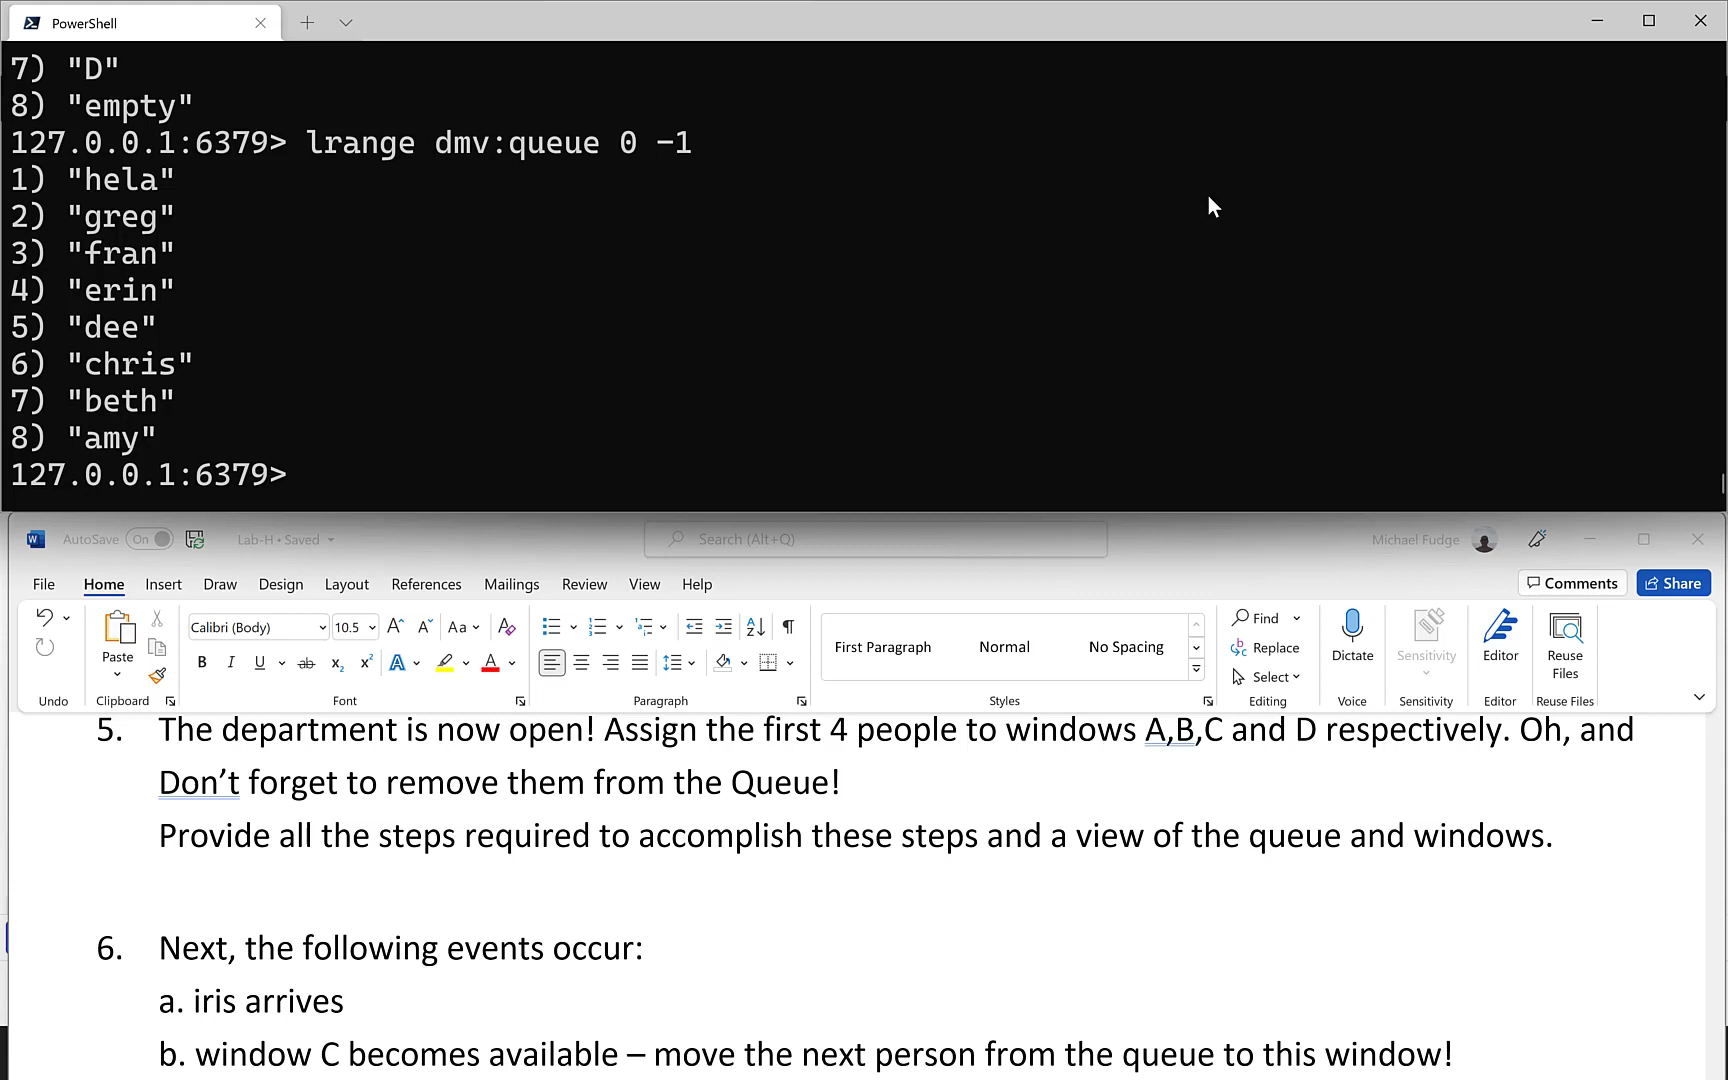 PowerShell
7) "D"
8) "empty"
127.0.0.1:6379> lrange dmv:queue 0 -1
1) "hela"
2) "greg"
3) "fran"
4) "erin"
5) "dee"
6) "chris"
7) "beth"
8) "amy"
127.0.0.1:6379>
AutoSave On Lab-H • Saved Search (Alt+Q) Michael Fudge
File Home Insert Draw Design Layout References Mailings Review View Help Comments Share
Calibri (Body) 10.5 Aa
Paste
B I U ab x₂ x² A A
First Paragraph Normal No Spacing
Find
Replace
Select
Dictate Sensitivity Editor Reuse Files
Undo Clipboard Font Paragraph Styles Editing Voice Sensitivity Editor Reuse Files
5. The department is now open! Assign the first 4 people to windows A,B,C and D respectively. Oh, and
Don’t forget to remove them from the Queue!
Provide all the steps required to accomplish these steps and a view of the queue and windows.
6. Next, the following events occur:
a. iris arrives
b. window C becomes available – move the next person from the queue to this window!